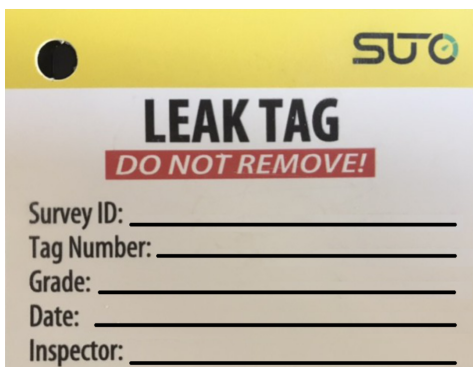 SUTO
LEAK TAG
DO NOT REMOVE!
Survey ID:
Tag Number:
Grade:
Date:
Inspector: